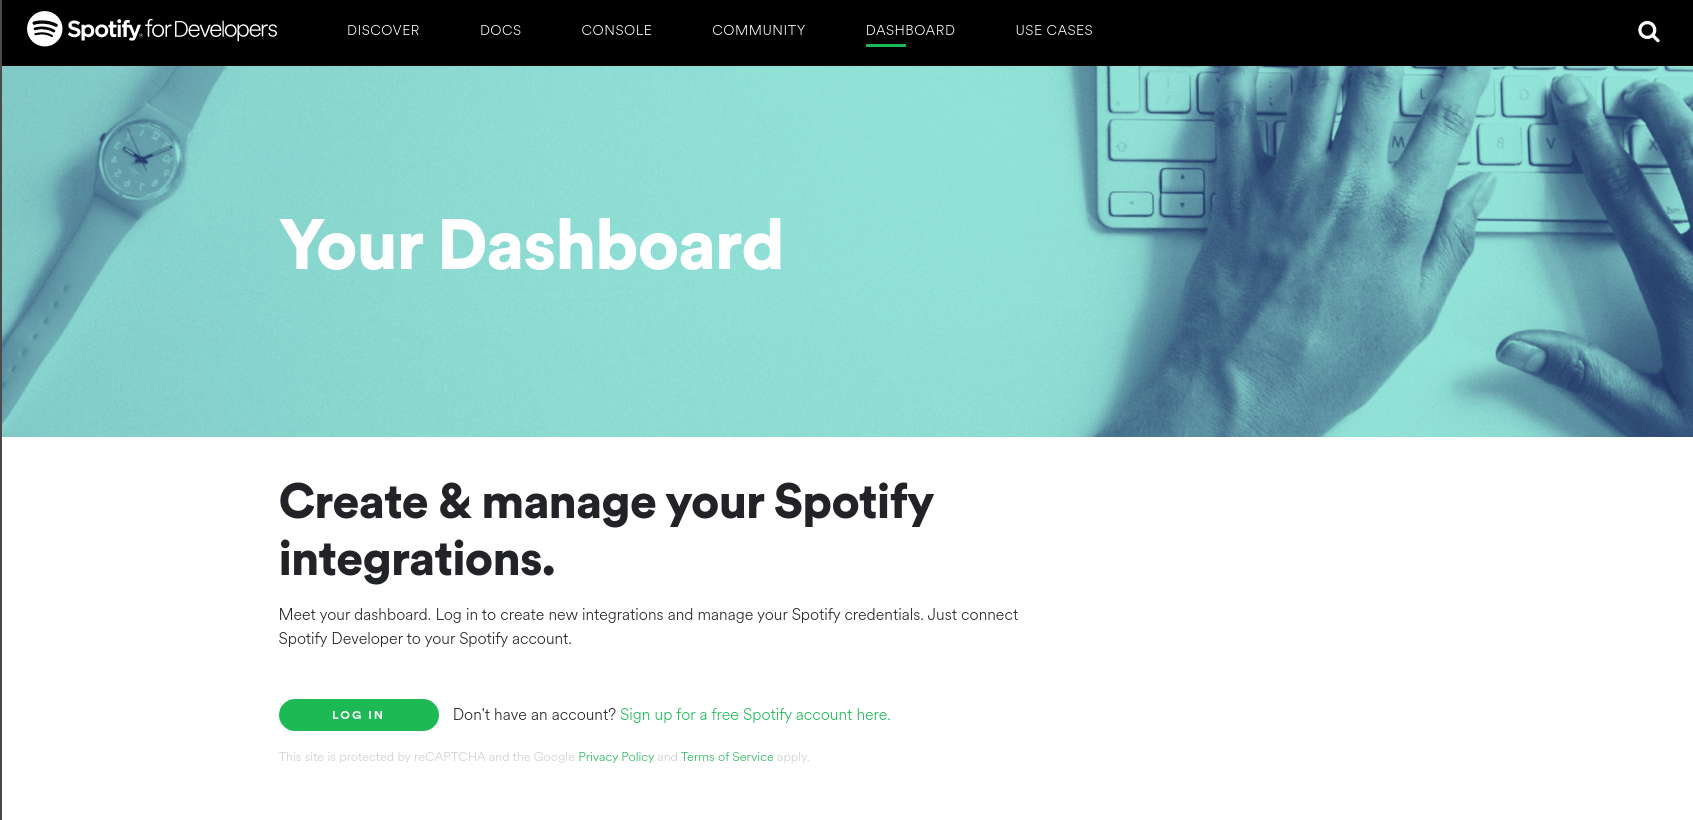 Spotify for Developers
DISCOVER
DOCS
CONSOLE
COMMUNITY
DASHBOARD
USE CASES
Your Dashboard
Create & manage your Spotify
integrations.
Meet your dashboard. Log in to create new integrations and manage your Spotify credentials. Just connect
Spotify Developer to your Spotify account.
LOG IN
Don't have an account? Sign up for a free Spotify account here.
This site is protected by reCAPTCHA and the Google Privacy Policy and Terms of Service apply.